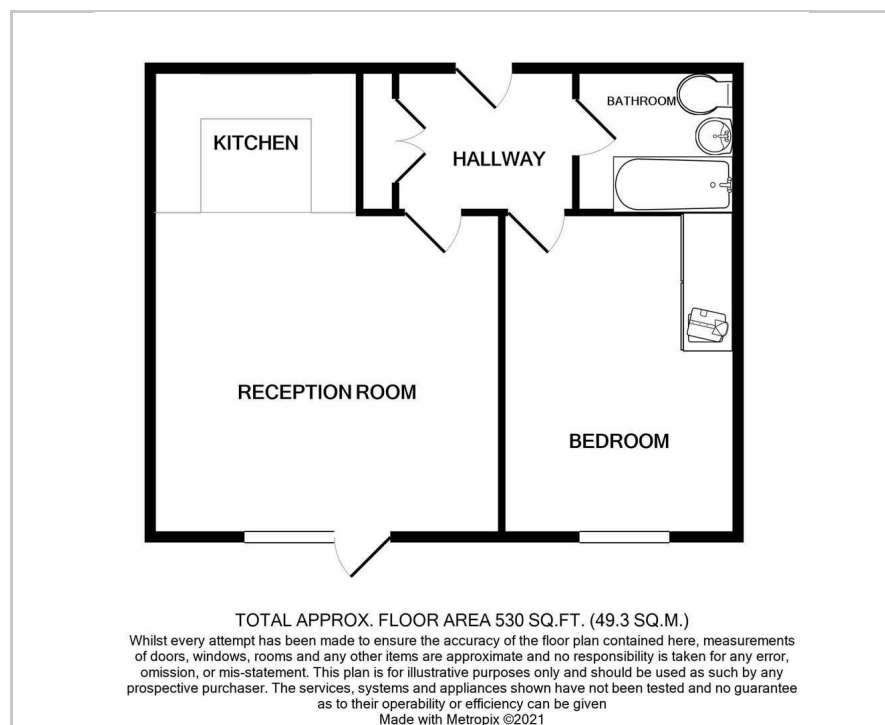 BATHROOM
KITCHEN
HALLWAY
RECEPTION ROOM
BEDROOM
TOTAL APPROX. FLOOR AREA 530 SQ.FT. (49.3 SQ.M.)
Whilst every attempt has been made to ensure the accuracy of the floor plan contained here, measurements
of doors, windows, rooms and any other items are approximate and no responsibility is taken for any error,
omission, or mis-statement. This plan is for illustrative purposes only and should be used as such by any
prospective purchaser. The services, systems and appliances shown have not been tested and no guarantee
as to their operability or efficiency can be given
Made with Metropix ©2021